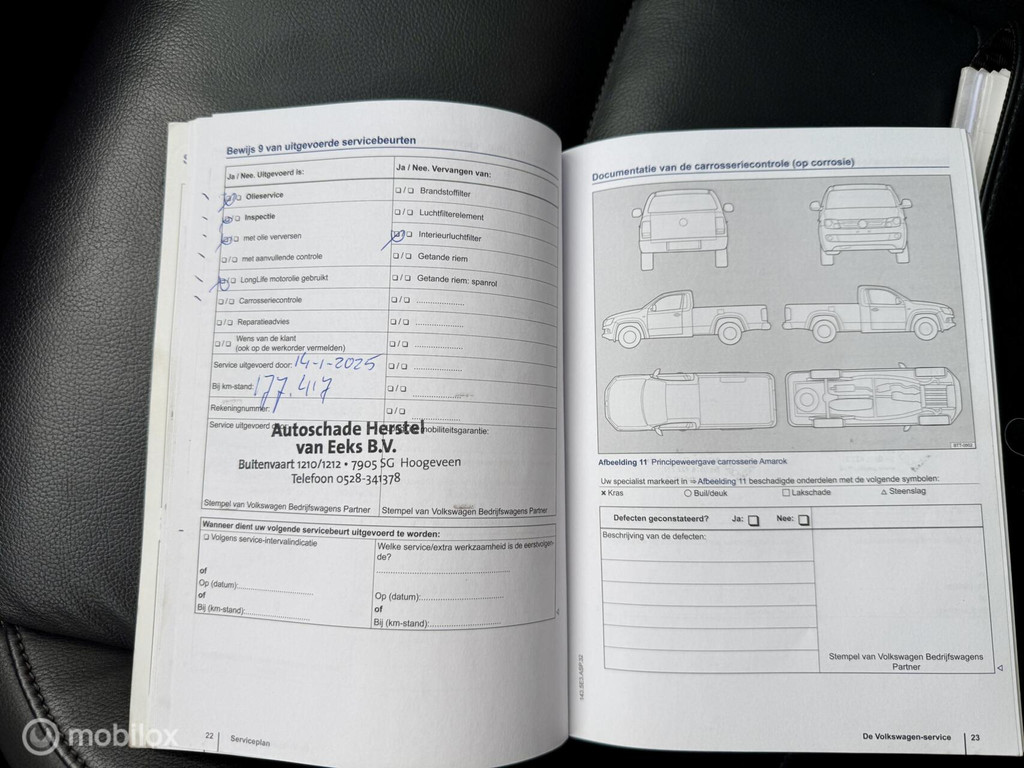 Bewijs 9 van uitgevoerde servicebeurten
Ja / Nee. Uitgevoerd is:
Olieservice
Inspectie
met olie verversen
met aanvullende controle
LongLife motorolie gebruikt
Carrosseriecontrole
Reparatieadvies
Wens van de klant
(ook op de werkorder vermelden)
Service uitgevoerd door: 14-1-2025
Bij km-stand: 177.417
Rekeningnummer:
Service uitgevoerd door:
Ja / Nee. Vervangen van:
Brandstoffilter
Luchtfilterelement
Interieurluchtfilter
Getande riem
Getande riem: spanrol
mobiliteitsgarantie:
Autoschade Herstel
van Eeks B.V.
Buitenvaart 1210/1212 • 7905 SG Hoogeveen
Telefoon 0528-341378
Stempel van Volkswagen Bedrijfswagens Partner
Stempel van Volkswagen Bedrijfswagens Partner
Wanneer dient uw volgende servicebeurt uitgevoerd te worden:
Volgens service-intervalindicatie
of
Op (datum):
of
Bij (km-stand):
Welke service/extra werkzaamheid is de eerstvolgen-
de?
Op (datum):
of
Bij (km-stand):
22 Serviceplan
Documentatie van de carrosseriecontrole (op corrosie)
Afbeelding 11 Principeweergave carrosserie Amarok
Uw specialist markeert in ⇒ Afbeelding 11 beschadigde onderdelen met de volgende symbolen:
× Kras ○ Buil/deuk □ Lakschade △ Steenslag
Defecten geconstateerd? Ja: Nee:
Beschrijving van de defecten:
Stempel van Volkswagen Bedrijfswagens
Partner
De Volkswagen-service 23
mobilox